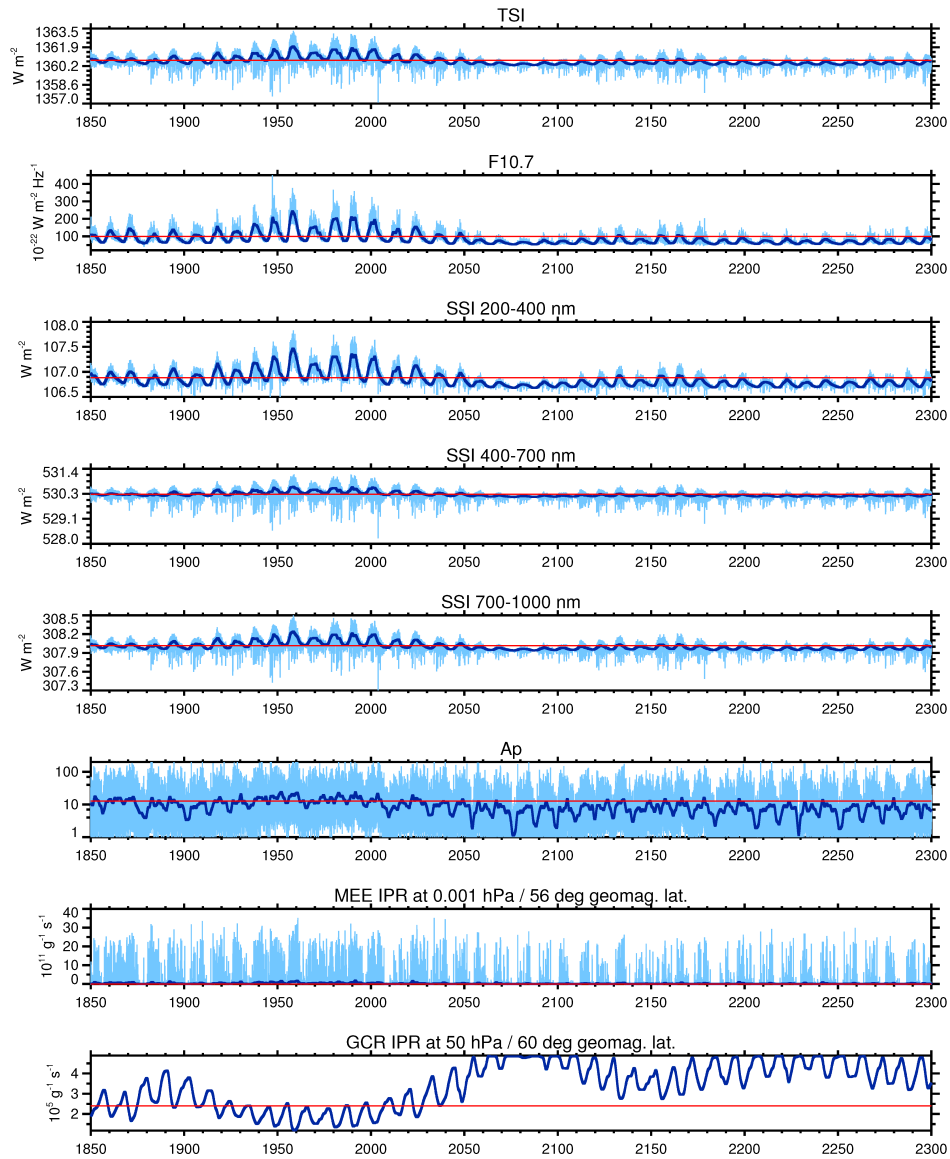 TSI
1363.5
1361.9
1360.2
1358.6
1357.0
W m-2
1850 1900 1950 2000 2050 2100 2150 2200 2250 2300
F10.7
400
300
200
100
10-22 W m-2 Hz-1
1850 1900 1950 2000 2050 2100 2150 2200 2250 2300
SSI 200-400 nm
108.0
107.5
107.0
106.5
W m-2
1850 1900 1950 2000 2050 2100 2150 2200 2250 2300
SSI 400-700 nm
531.4
530.3
529.1
528.0
W m-2
1850 1900 1950 2000 2050 2100 2150 2200 2250 2300
SSI 700-1000 nm
308.5
308.2
307.9
307.6
307.3
W m-2
1850 1900 1950 2000 2050 2100 2150 2200 2250 2300
Ap
100
10
1
1850 1900 1950 2000 2050 2100 2150 2200 2250 2300
MEE IPR at 0.001 hPa / 56 deg geomag. lat.
40
30
20
10
0
1011 g-1 s-1
1850 1900 1950 2000 2050 2100 2150 2200 2250 2300
GCR IPR at 50 hPa / 60 deg geomag. lat.
4
3
2
105 g-1 s-1
1850 1900 1950 2000 2050 2100 2150 2200 2250 2300